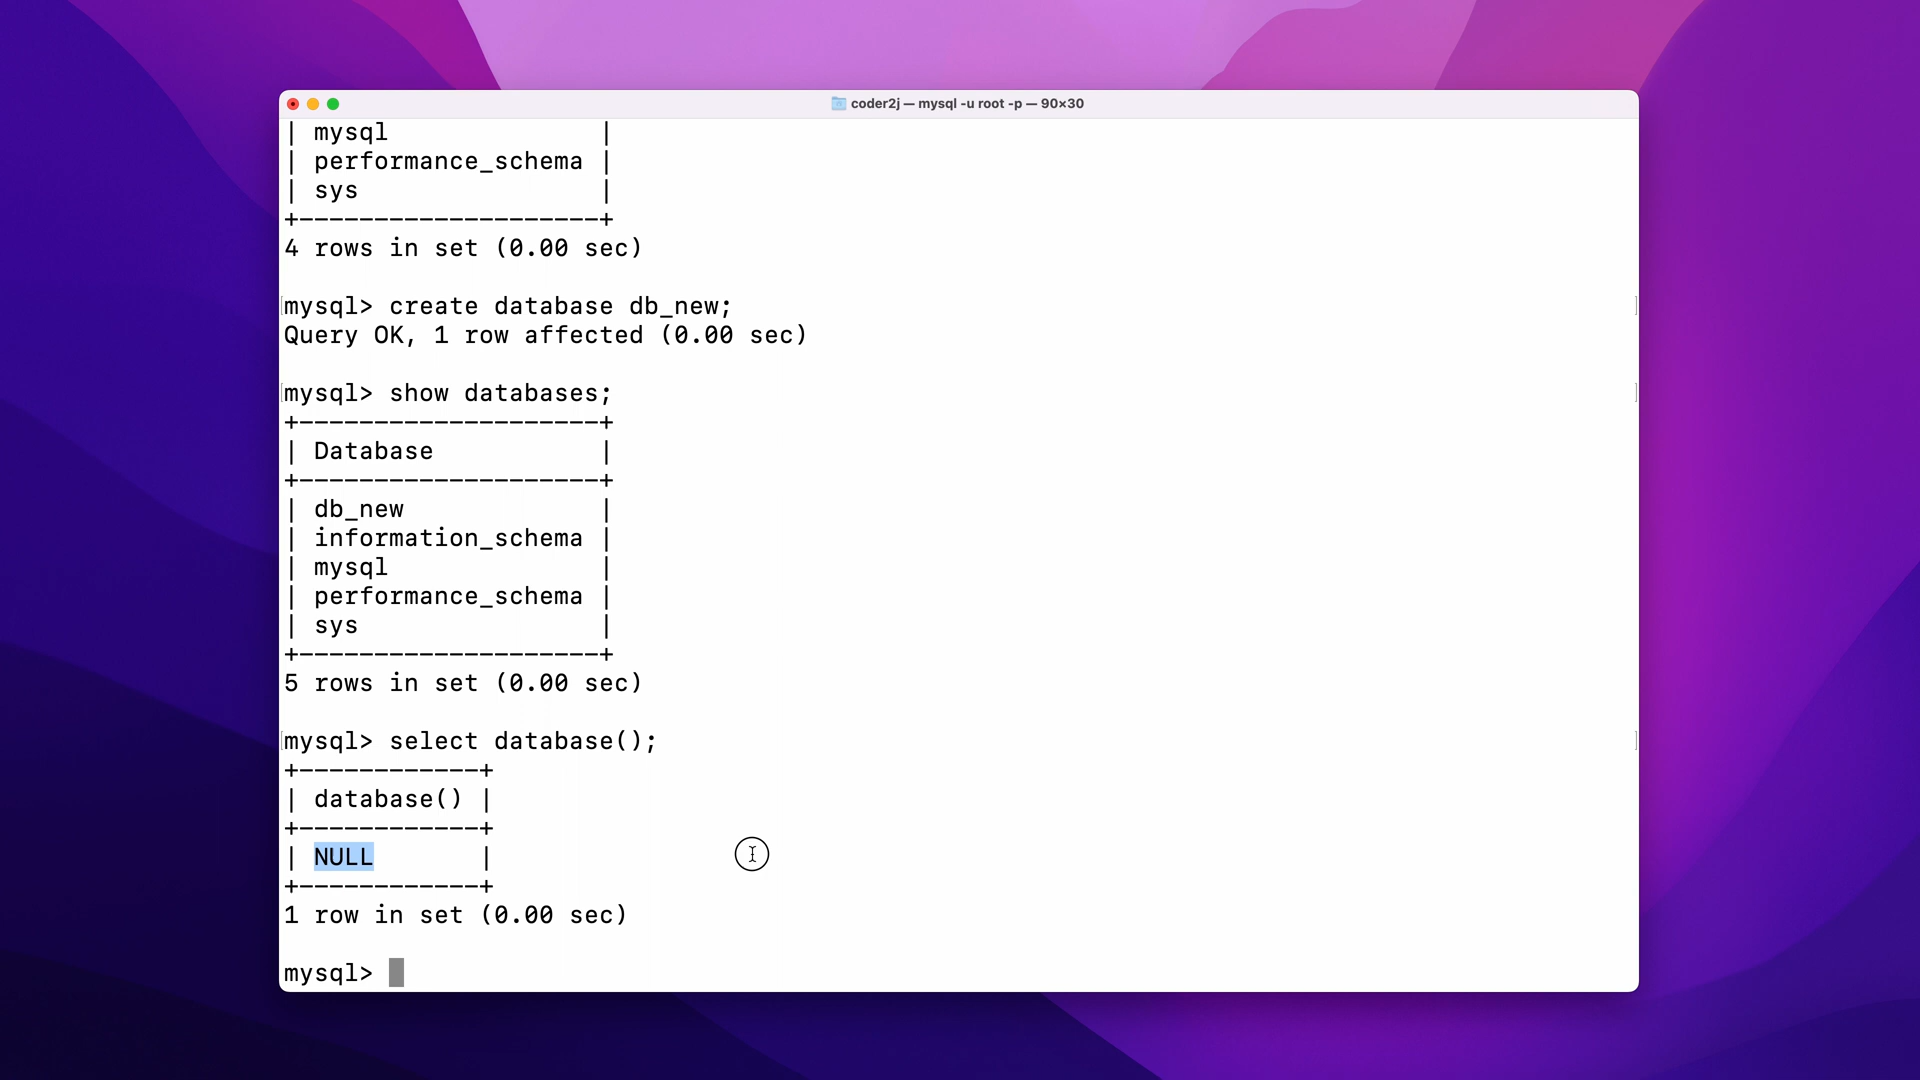 coder2j — mysql -u root -p — 90×30
| mysql              |
| performance_schema |
| sys                |
+--------------------+
4 rows in set (0.00 sec)
mysql> create database db_new;
Query OK, 1 row affected (0.00 sec)
mysql> show databases;
+--------------------+
| Database           |
+--------------------+
| db_new             |
| information_schema |
| mysql              |
| performance_schema |
| sys                |
+--------------------+
5 rows in set (0.00 sec)
mysql> select database();
+------------+
| database() |
+------------+
| NULL       |
+------------+
1 row in set (0.00 sec)
mysql>